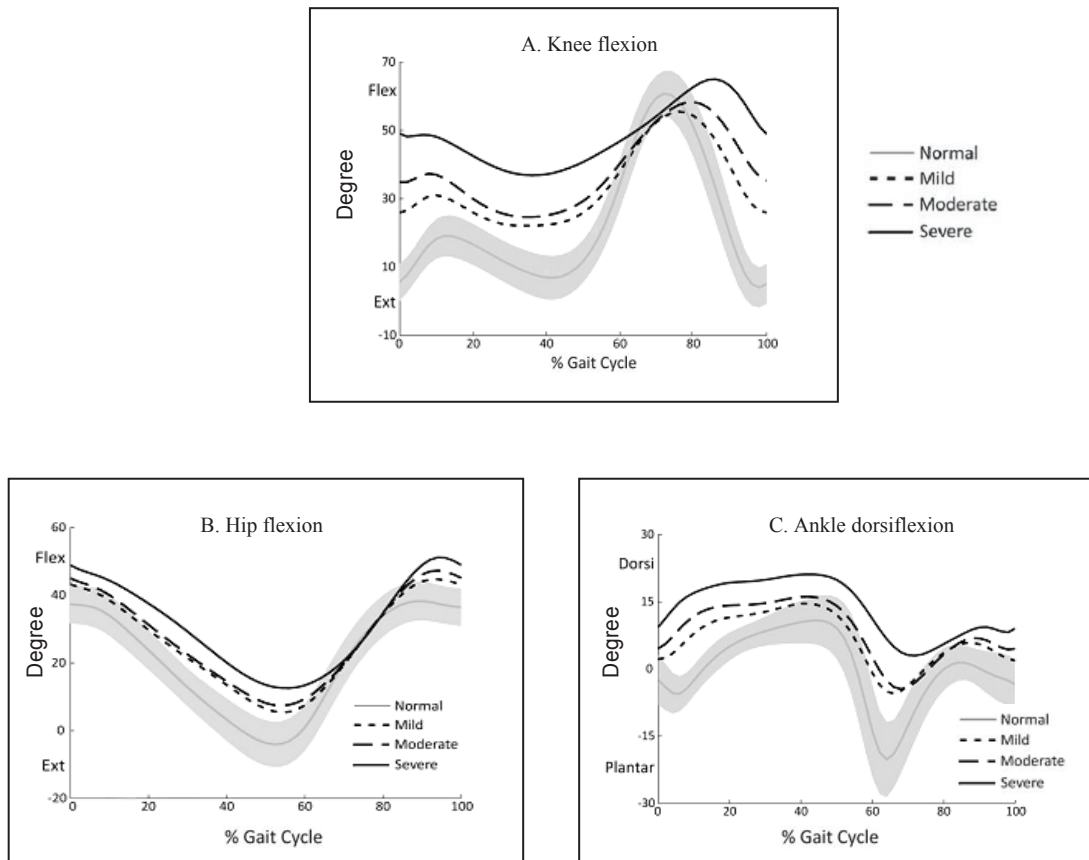 A. Knee flexion
70
Flex
50
30
10
Ext
-10
Degree
0 20 40 60 80 100
% Gait Cycle
Normal
Mild
Moderate
Severe
B. Hip flexion
60
Flex
40
20
0
Ext
-20
Degree
0 20 40 60 80 100
% Gait Cycle
Normal
Mild
Moderate
Severe
C. Ankle dorsiflexion
30
Dorsi
15
0
-15
Plantar
-30
Degree
0 20 40 60 80 100
% Gait Cycle
Normal
Mild
Moderate
Severe